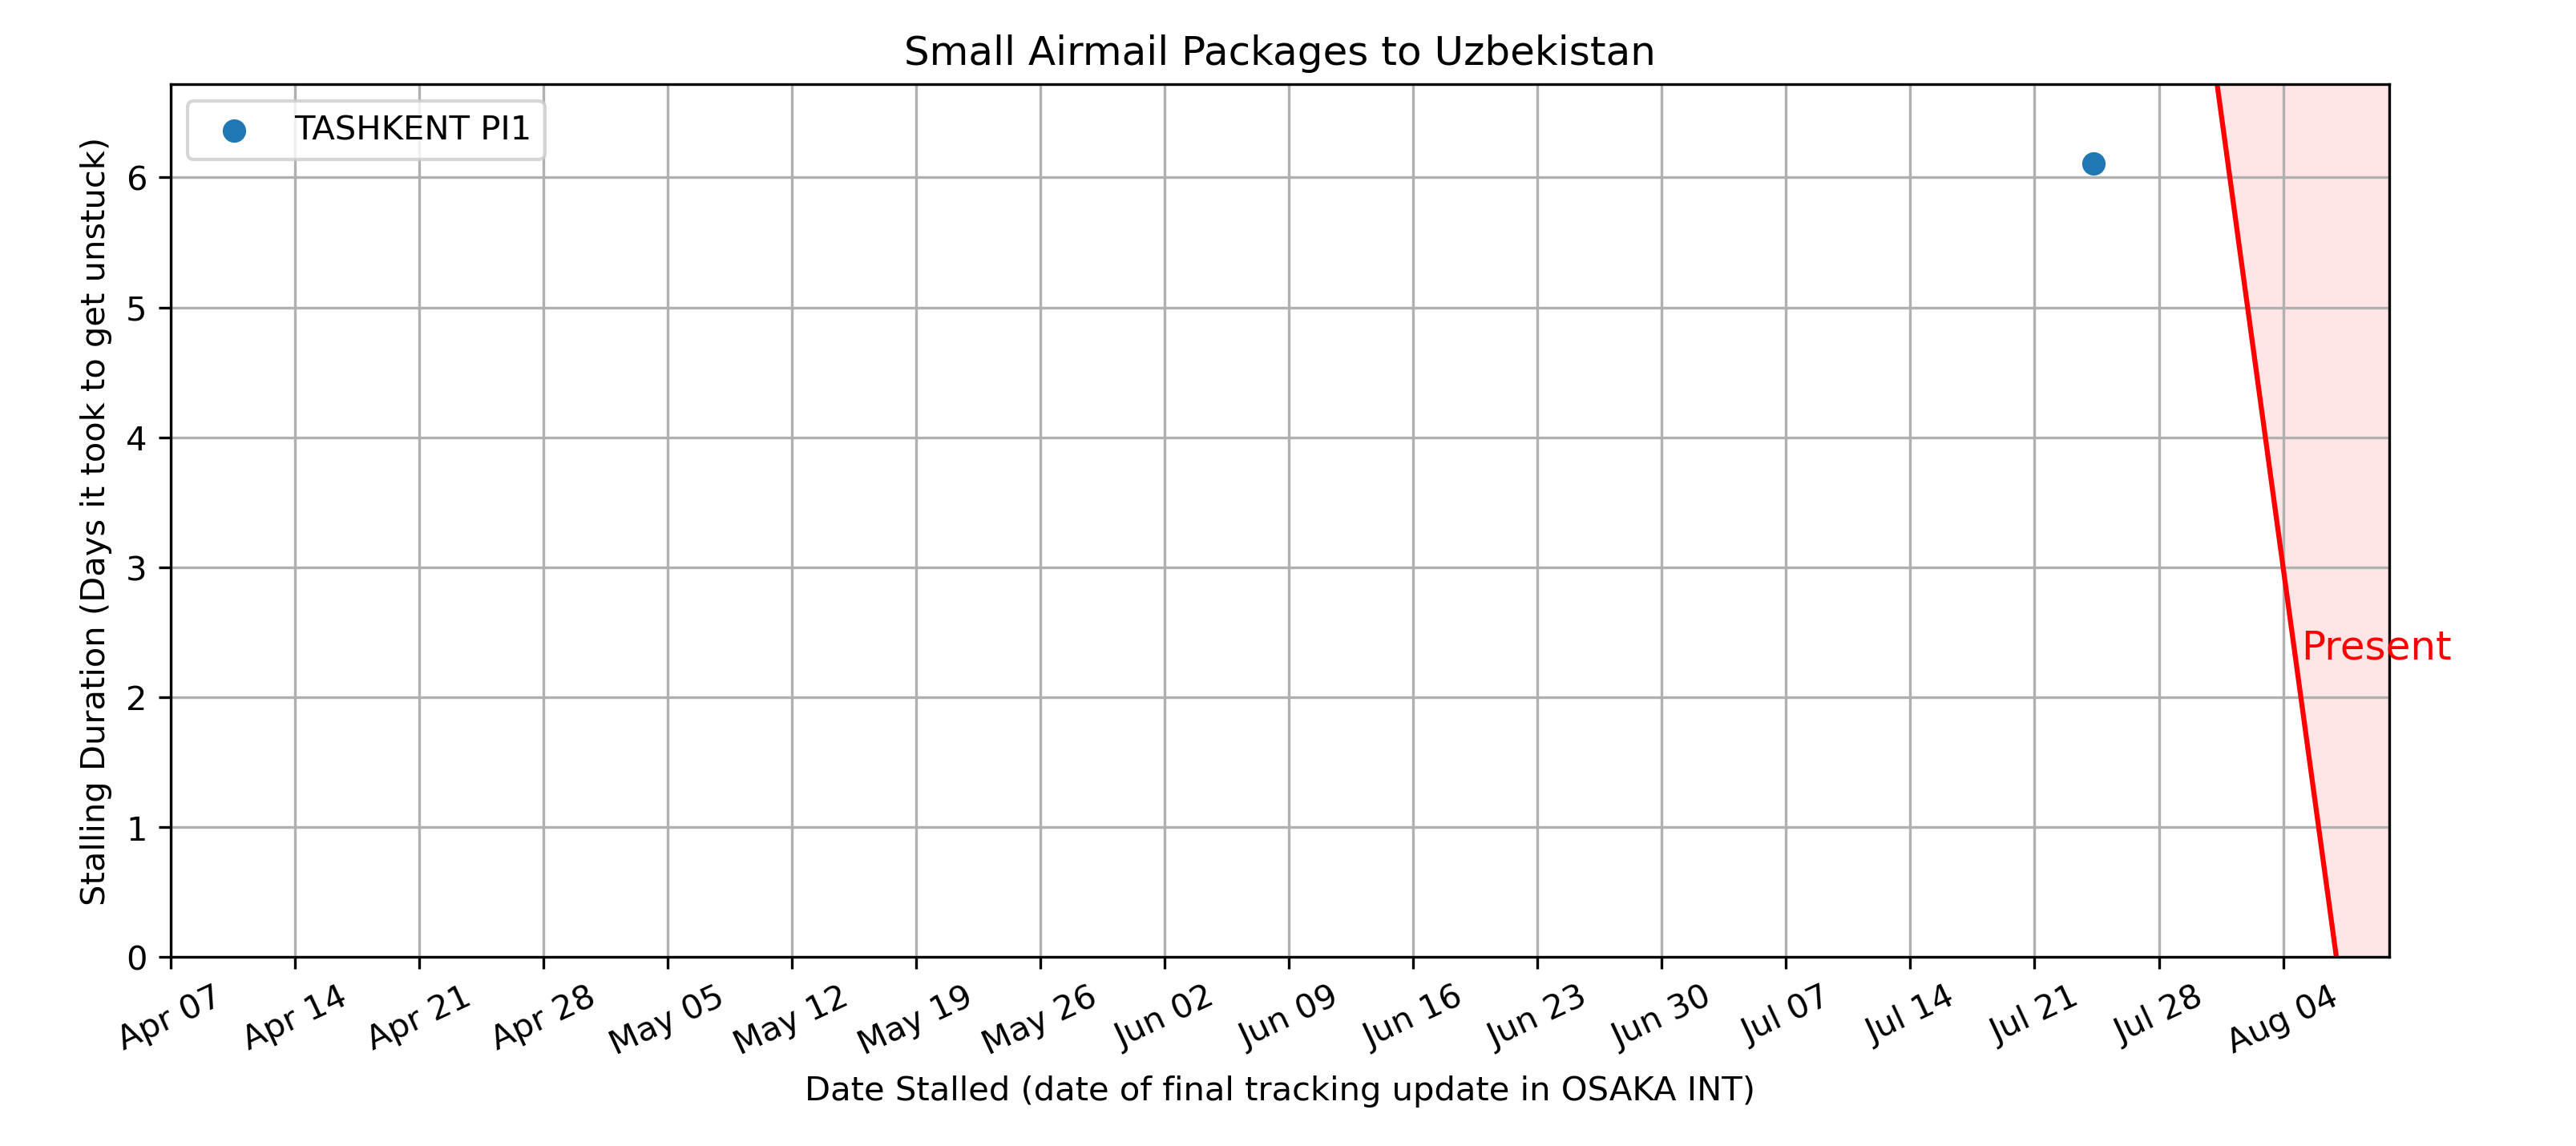 Small Airmail Packages to Uzbekistan
TASHKENT PI1
Stalling Duration (Days it took to get unstuck)
6
5
4
3
2
1
0
Present
Apr 07
Apr 14
Apr 21
Apr 28
May 05
May 12
May 19
May 26
Jun 02
Jun 09
Jun 16
Jun 23
Jun 30
Jul 07
Jul 14
Jul 21
Jul 28
Aug 04
Date Stalled (date of final tracking update in OSAKA INT)